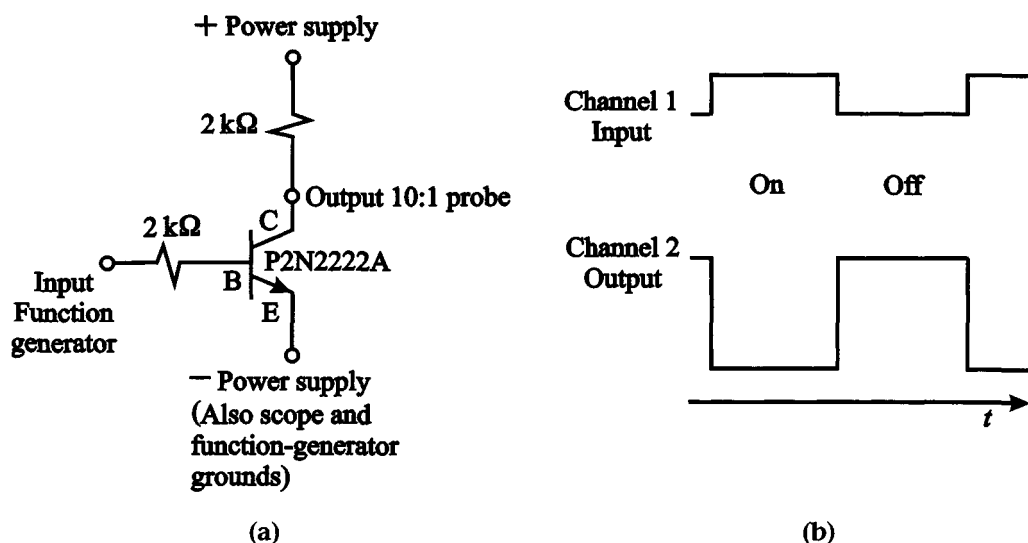 + Power supply
2 kΩ
Output 10:1 probe
C
2 kΩ
P2N2222A
B
E
Input
Function
generator
− Power supply
(Also scope and
function-generator
grounds)
(a)
Channel 1
Input
On
Off
Channel 2
Output
t
(b)